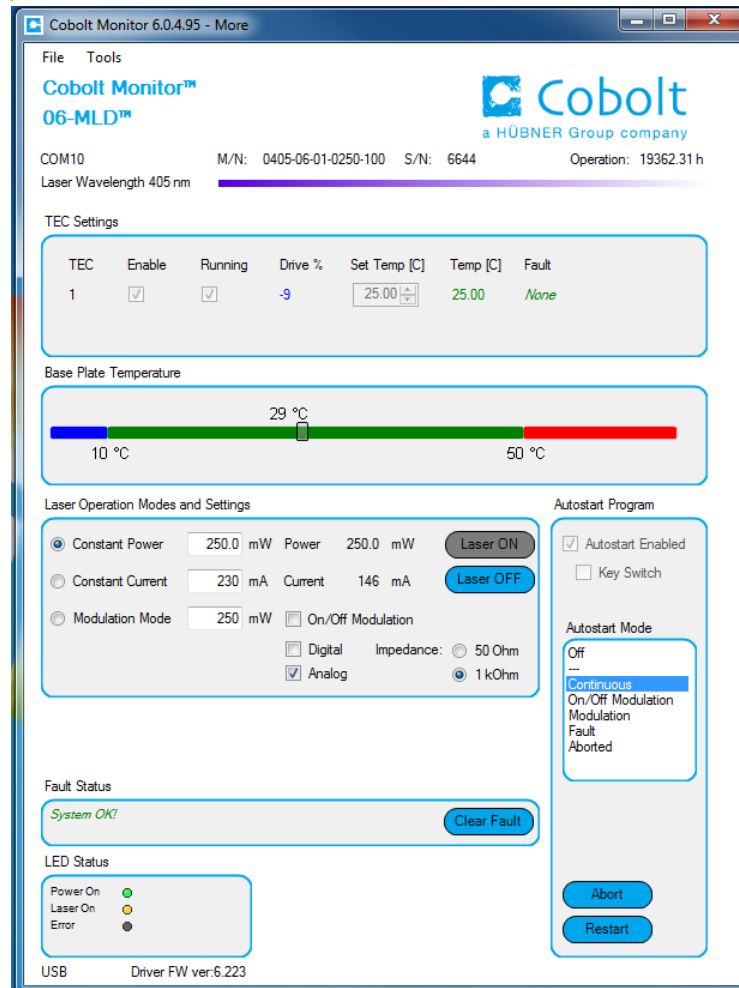 Cobolt Monitor 6.0.4.95 - More
File Tools
Cobolt Monitor™
06-MLD™
Cobolt
a HÜBNER Group company
COM10 M/N: 0405-06-01-0250-100 S/N: 6644 Operation: 19362.31 h
Laser Wavelength 405 nm
TEC Settings
TEC Enable Running Drive % Set Temp [C] Temp [C] Fault
1 -9 25.00 25.00 None
Base Plate Temperature
29 °C
10 °C 50 °C
Laser Operation Modes and Settings
Constant Power 250.0 mW Power 250.0 mW Laser ON
Constant Current 230 mA Current 146 mA Laser OFF
Modulation Mode 250 mW On/Off Modulation
Digital Impedance: 50 Ohm
Analog 1 kOhm
Autostart Program
Autostart Enabled
Key Switch
Autostart Mode
Off
---
Continuous
On/Off Modulation
Modulation
Fault
Aborted
Fault Status
System OK!
Clear Fault
LED Status
Power On
Laser On
Error
Abort
Restart
USB Driver FW ver:6.223